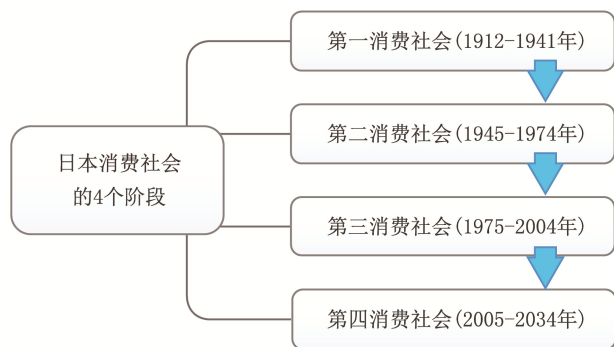 第一消费社会(1912-1941年)
第二消费社会(1945-1974年)
日本消费社会
的4个阶段
第三消费社会(1975-2004年)
第四消费社会(2005-2034年)